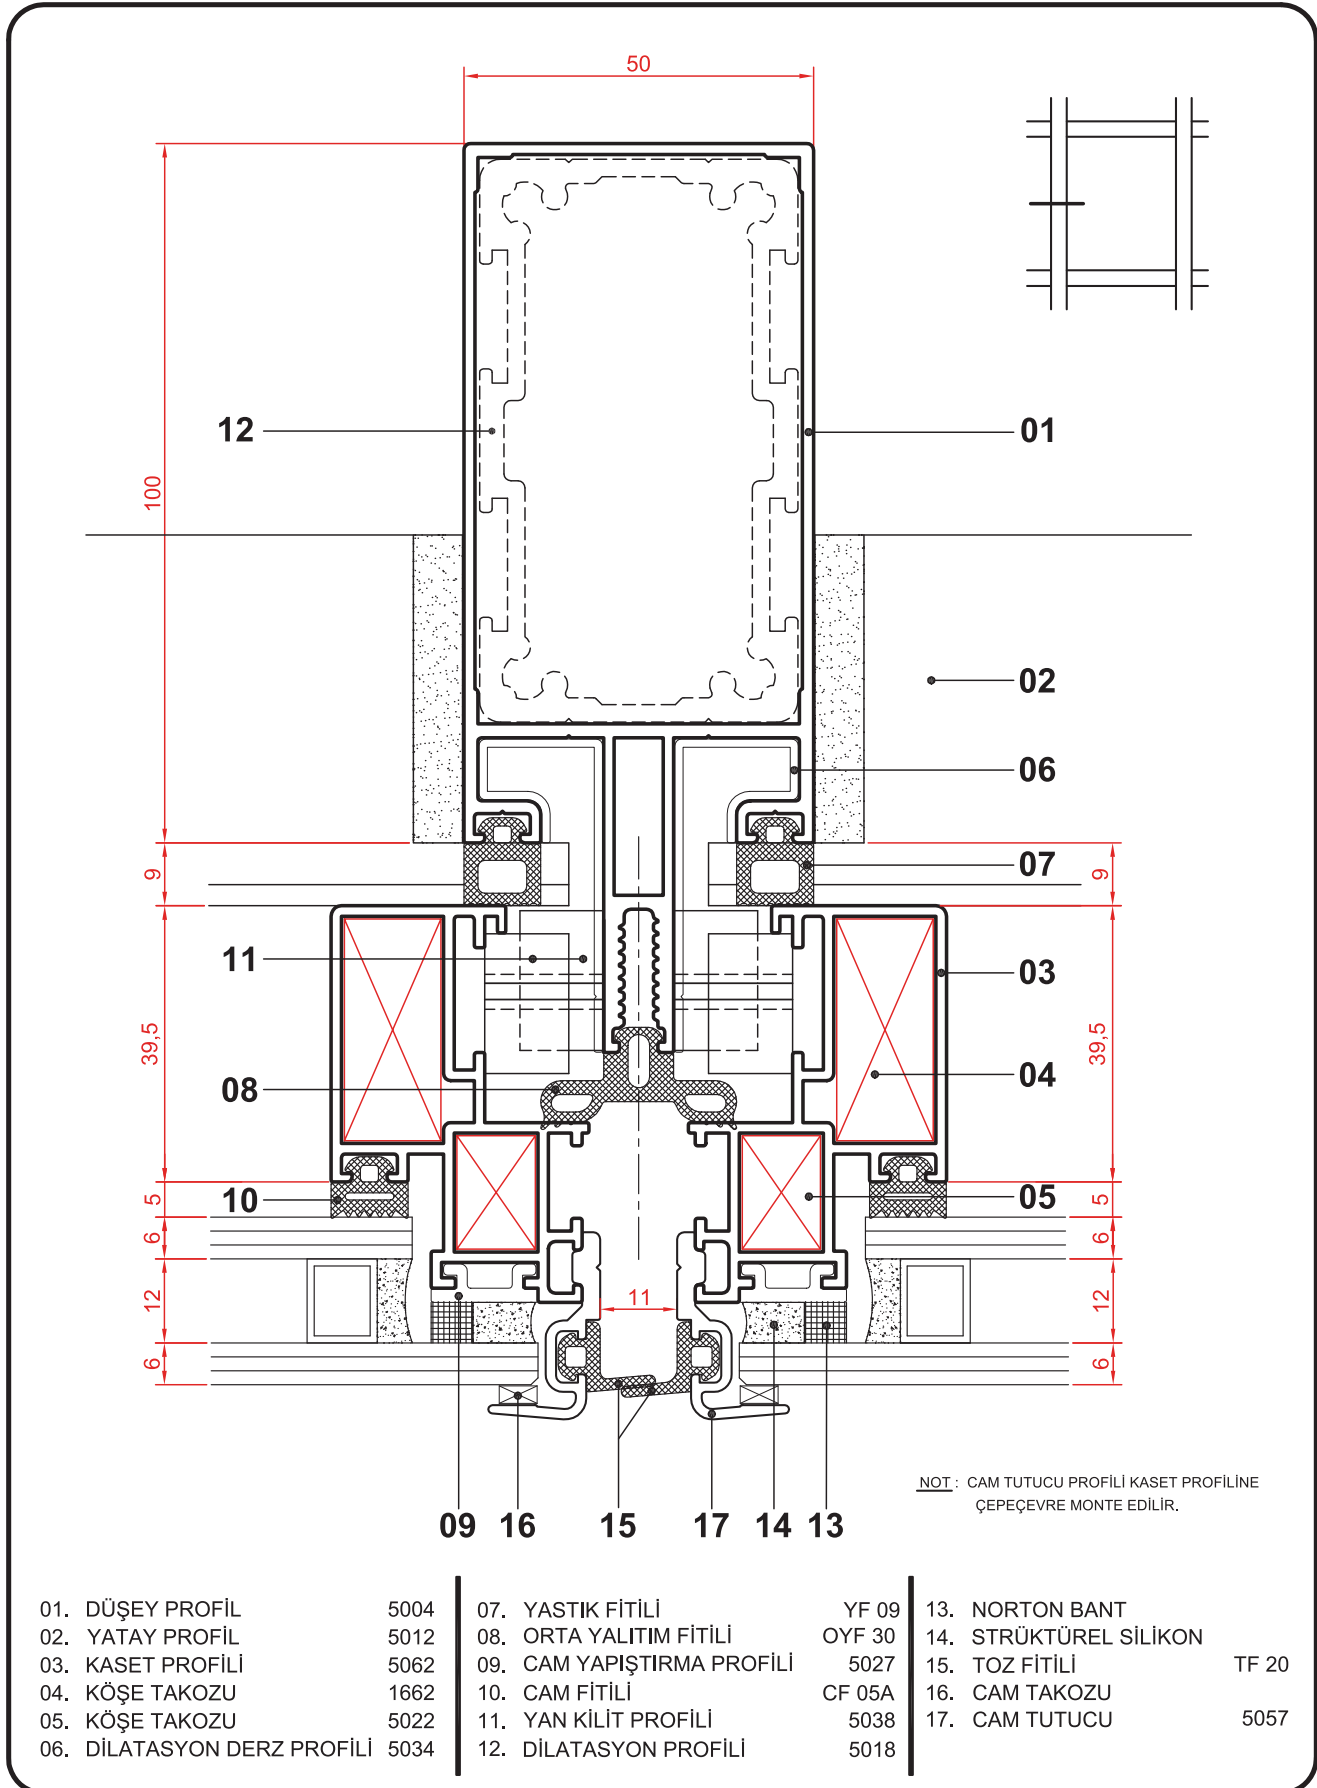 50
100
12
01
02
06
07
9
9
11
03
39,5
39,5
08
04
10
05
5
5
6
6
12
12
11
6
6
NOT : CAM TUTUCU PROFİLİ KASET PROFİLİNE
ÇEPEÇEVRE MONTE EDİLİR.
09 16 15 17 14 13
01. DÜŞEY PROFİL 5004
02. YATAY PROFİL 5012
03. KASET PROFİLİ 5062
04. KÖŞE TAKOZU 1662
05. KÖŞE TAKOZU 5022
06. DİLATASYON DERZ PROFİLİ 5034
07. YASTIK FİTİLİ YF 09
08. ORTA YALITIM FİTİLİ OYF 30
09. CAM YAPIŞTIRMA PROFİLİ 5027
10. CAM FİTİLİ CF 05A
11. YAN KİLİT PROFİLİ 5038
12. DİLATASYON PROFİLİ 5018
13. NORTON BANT
14. STRÜKTÜREL SİLİKON
15. TOZ FİTİLİ TF 20
16. CAM TAKOZU
17. CAM TUTUCU 5057